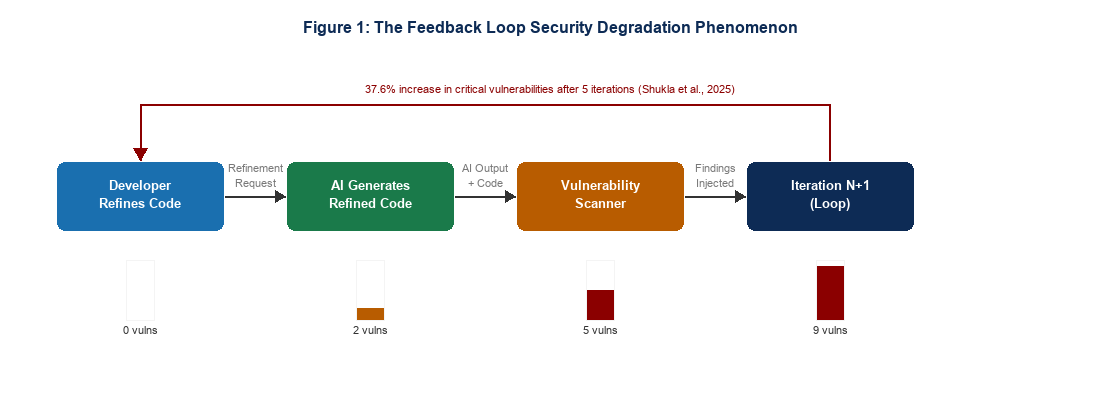 Figure 1: The Feedback Loop Security Degradation Phenomenon
37.6% increase in critical vulnerabilities after 5 iterations (Shukla et al., 2025)
Developer
Refines Code
Refinement
Request
AI Generates
Refined Code
AI Output
+ Code
Vulnerability
Scanner
Findings
Injected
Iteration N+1
(Loop)
0 vulns
2 vulns
5 vulns
9 vulns